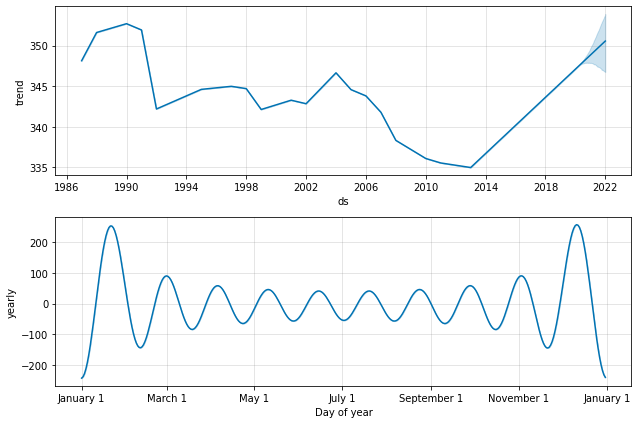 350
345
340
335
trend
1986
1990
1994
1998
2002
2006
2010
2014
2018
2022
ds
200
100
0
−100
−200
yearly
January 1
March 1
May 1
July 1
September 1
November 1
January 1
Day of year